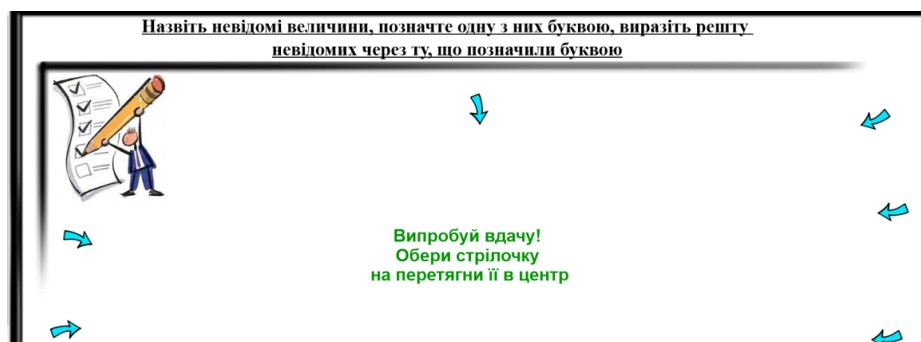 Назвіть невідомі величини, позначте одну з них буквою, виразіть решту
невідомих через ту, що позначили буквою
Випробуй вдачу!
Обери стрілочку
на перетягни її в центр